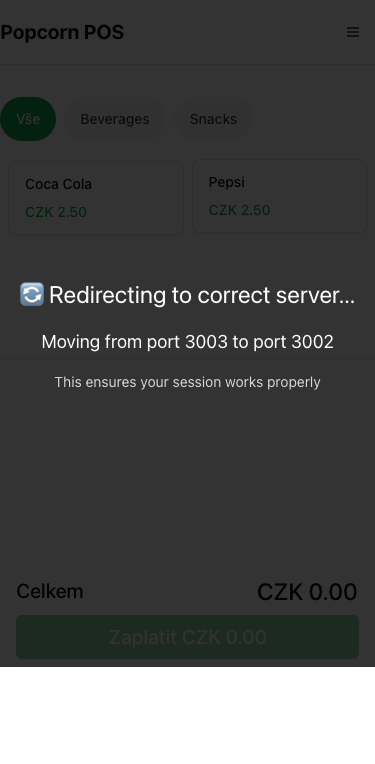 Popcorn POS
Vše Beverages Snacks
Coca Cola
CZK 2.50
Pepsi
CZK 2.50
🔄 Redirecting to correct server...
Moving from port 3003 to port 3002
This ensures your session works properly
Celkem CZK 0.00
Zaplatit CZK 0.00